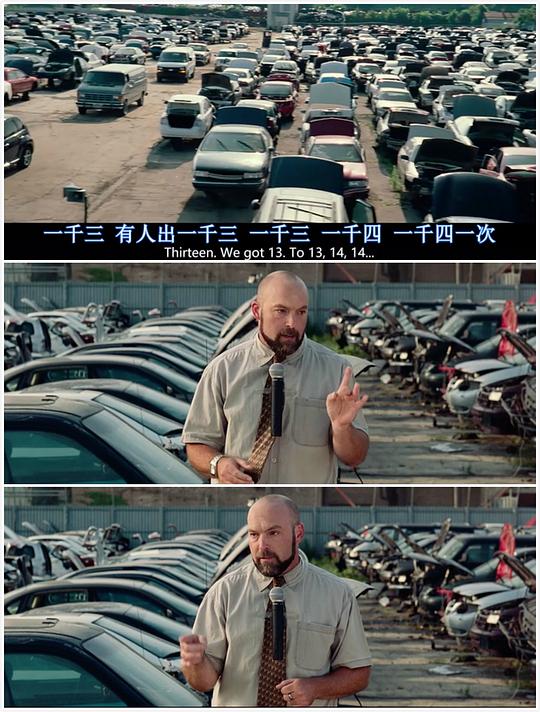 一千三 有人出一千三 一千三 一千四 一千四一次
Thirteen. We got 13. To 13, 14, 14...